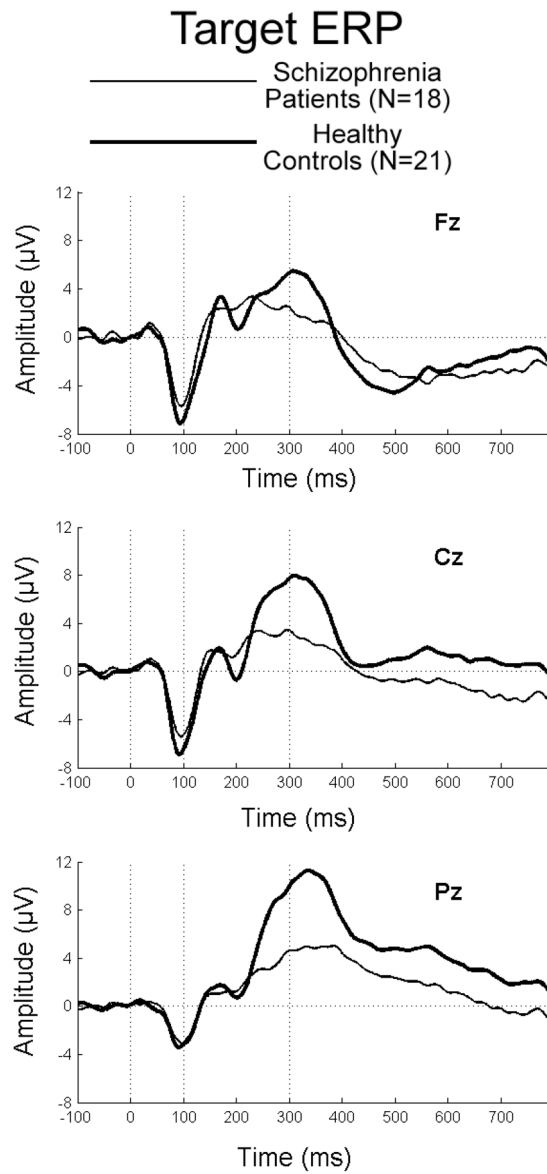 Target ERP
Schizophrenia
Patients (N=18)
Healthy
Controls (N=21)
12
8
4
0
-4
-8
Amplitude (µV)
Fz
-100 0 100 200 300 400 500 600 700
Time (ms)
12
8
4
0
-4
-8
Amplitude (µV)
Cz
-100 0 100 200 300 400 500 600 700
Time (ms)
12
8
4
0
-4
-8
Amplitude (µV)
Pz
-100 0 100 200 300 400 500 600 700
Time (ms)